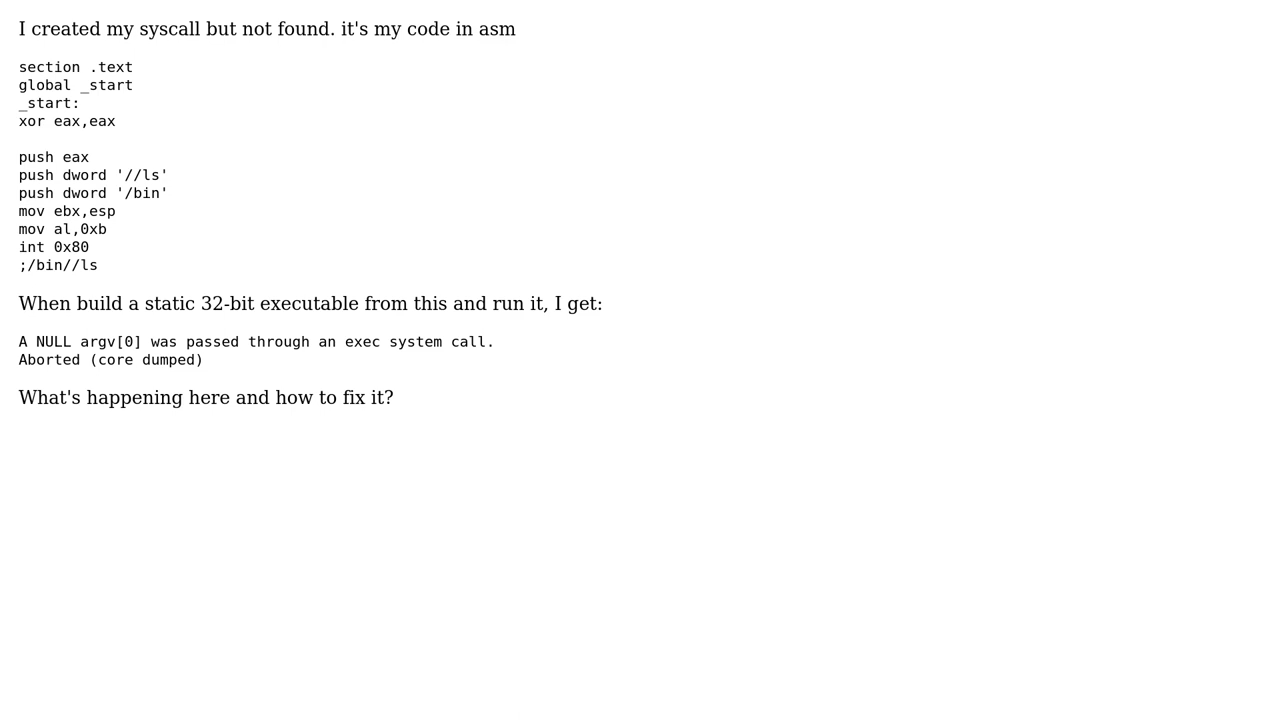 I created my syscall but not found. it's my code in asm
section .text
global _start
_start:
xor eax,eax
push eax
push dword '//ls'
push dword '/bin'
mov ebx,esp
mov al,0xb
int 0x80
;/bin//ls
When build a static 32-bit executable from this and run it, I get:
A NULL argv[0] was passed through an exec system call.
Aborted (core dumped)
What's happening here and how to fix it?